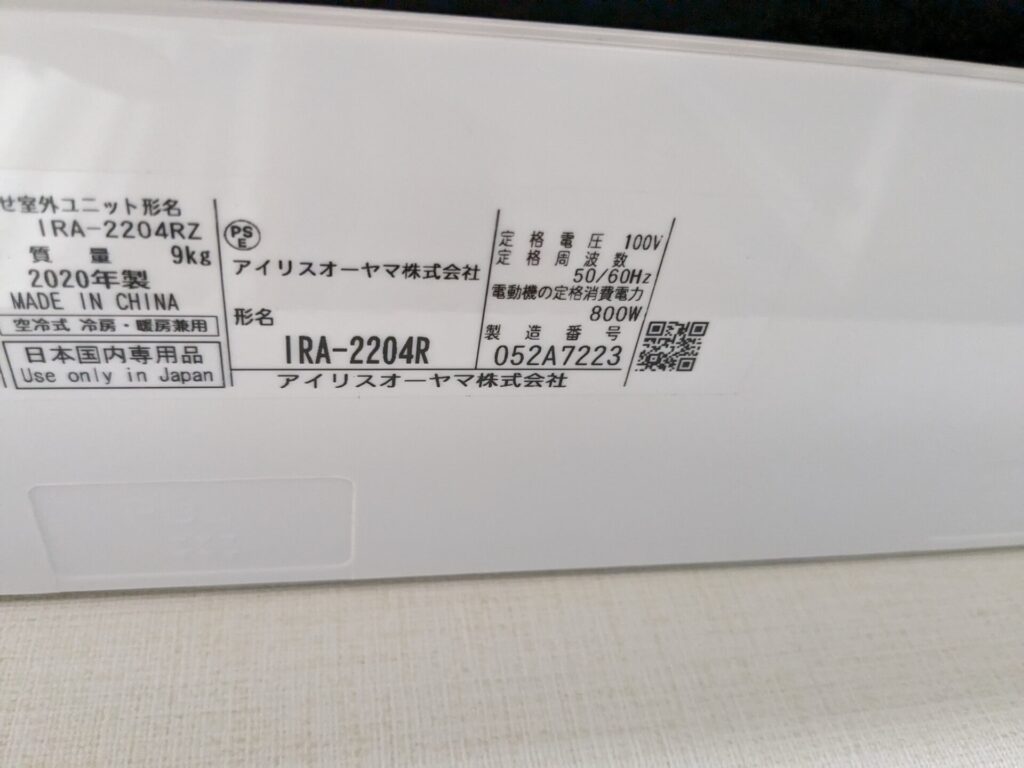 せ室外ユニット形名
IRA-2204RZ
質 量 9kg
2020年製
MADE IN CHINA
空冷式 冷房・暖房兼用
日本国内専用品
Use only in Japan
PS
E
アイリスオーヤマ株式会社
形名
IRA-2204R
定格電圧 100V
定格周波数
50/60Hz
電動機の定格消費電力
800W
製造番号
052A7223
アイリスオーヤマ株式会社